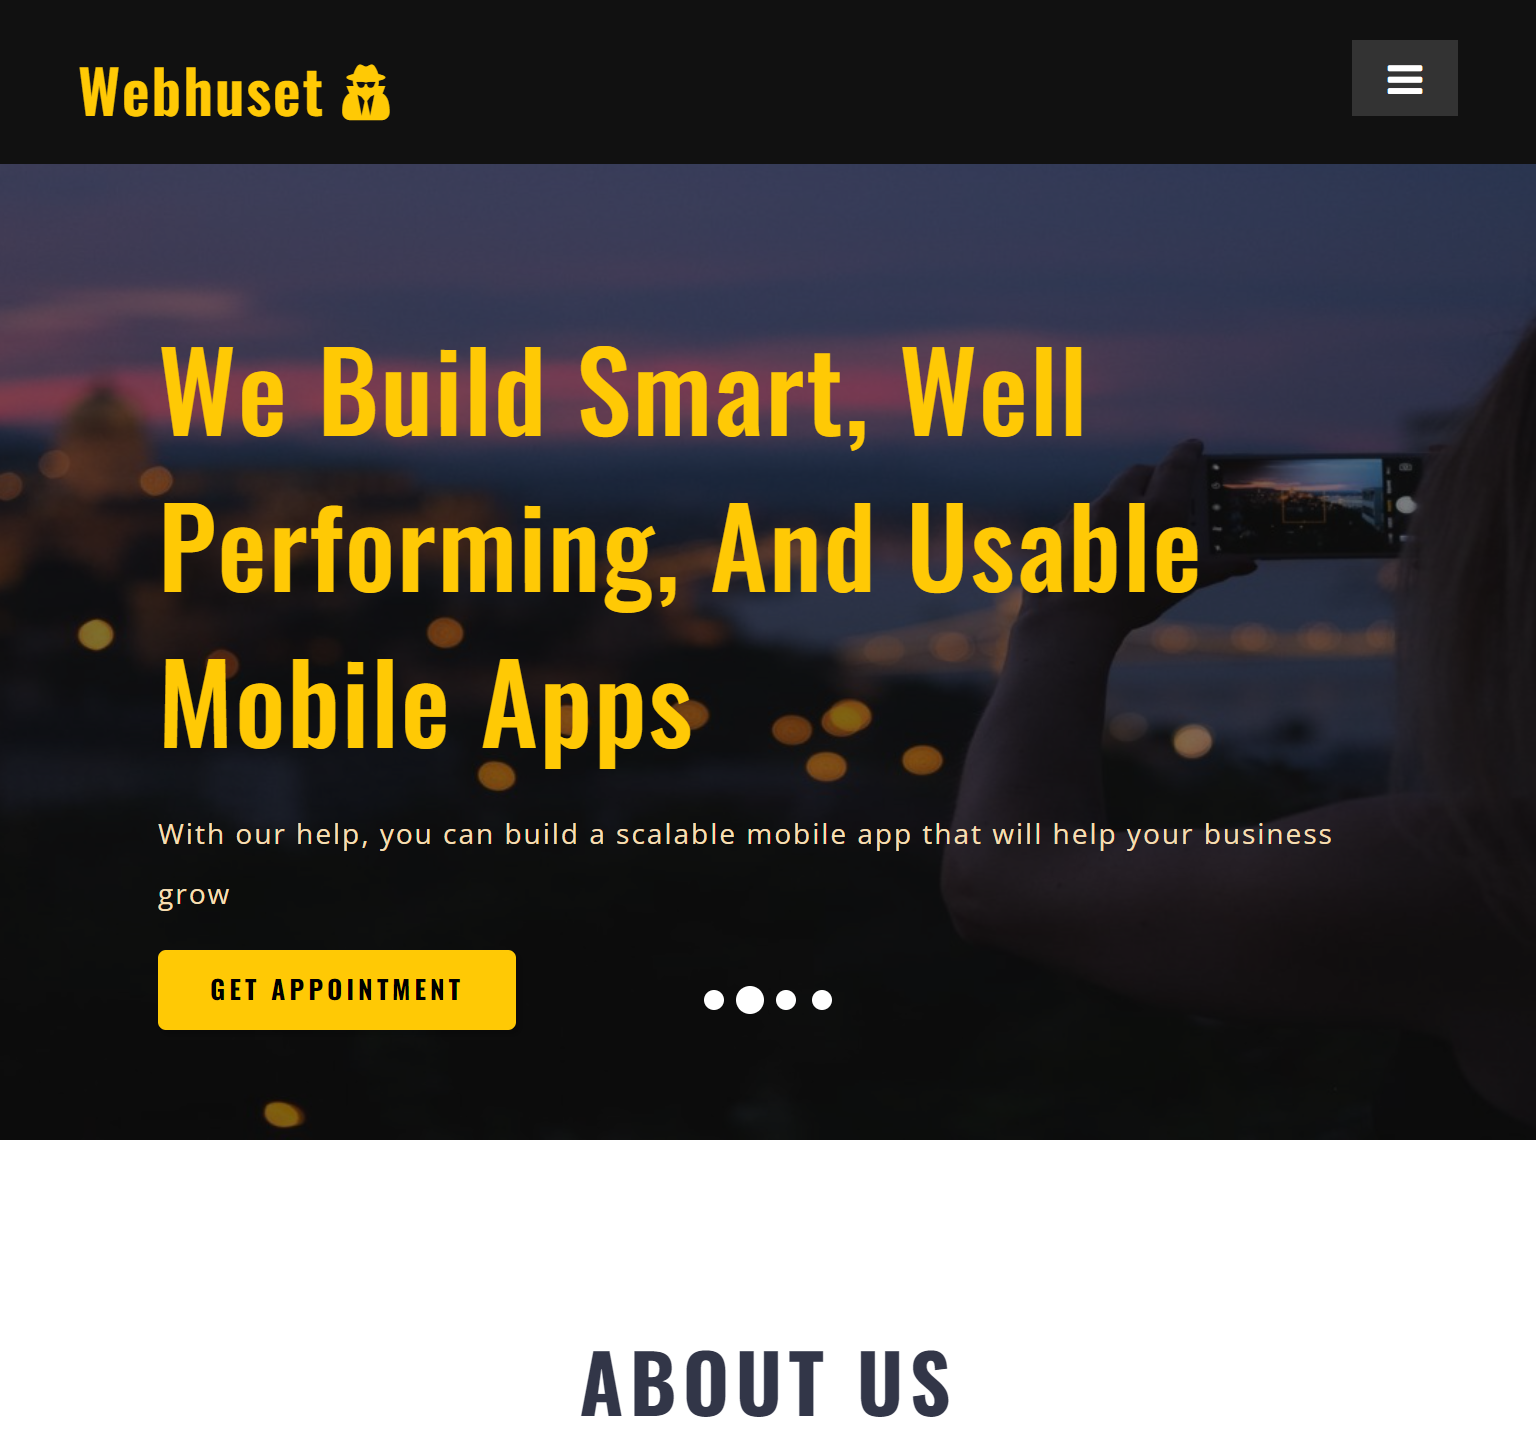 Webhuset
We Build Smart, Well
Performing, And Usable
Mobile Apps
With our help, you can build a scalable mobile app that will help your business
grow
GET APPOINTMENT
ABOUT US